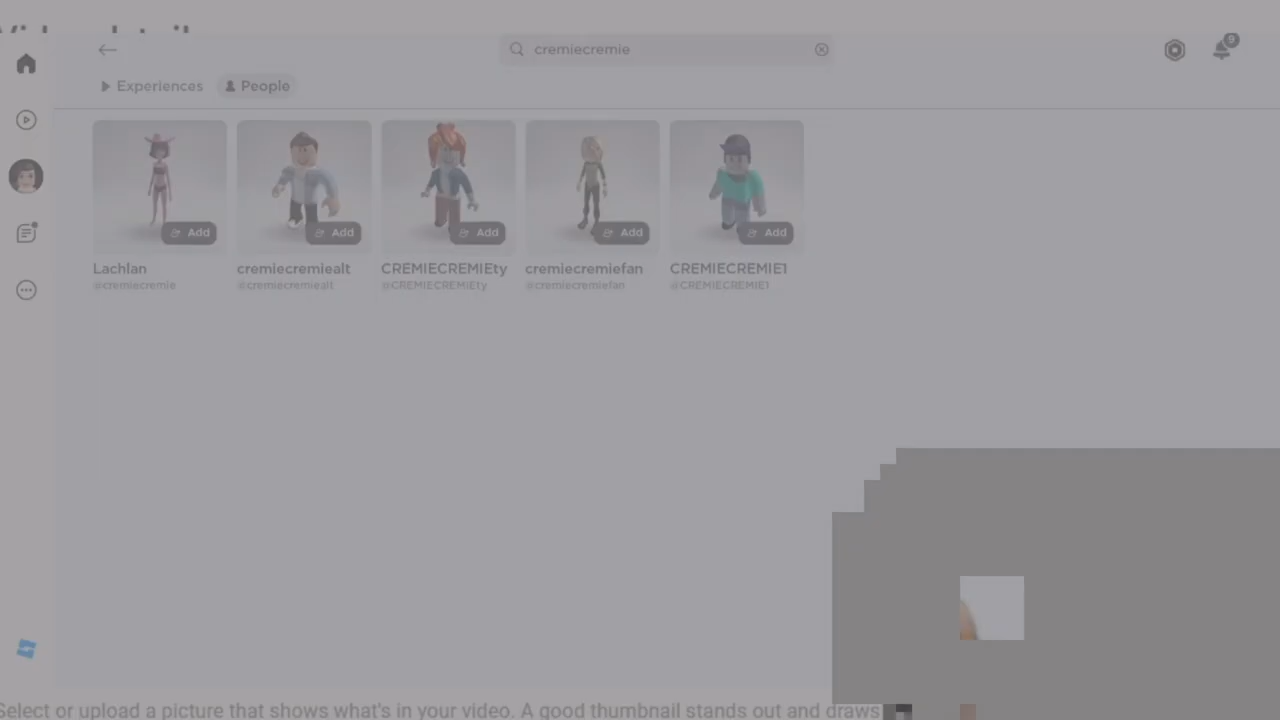 cremiecremie
9
Experiences
People
Add
Add
Add
Add
Add
Lachlan
cremiecremiealt
CREMIECREMIEty
cremiecremiefan
CREMIECREMIE1
@cremiecremie
@cremiecremiealt
@CREMIECREMIEty
@cremiecremiefan
@CREMIECREMIE1
Select or upload a picture that shows what's in your video. A good thumbnail stands out and draws